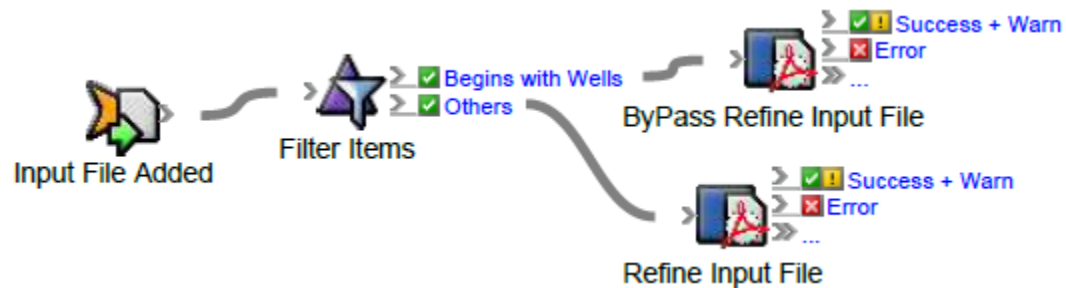 Input File Added
Filter Items
Begins with Wells
Others
Success + Warn
Error
...
ByPass Refine Input File
Success + Warn
Error
...
Refine Input File